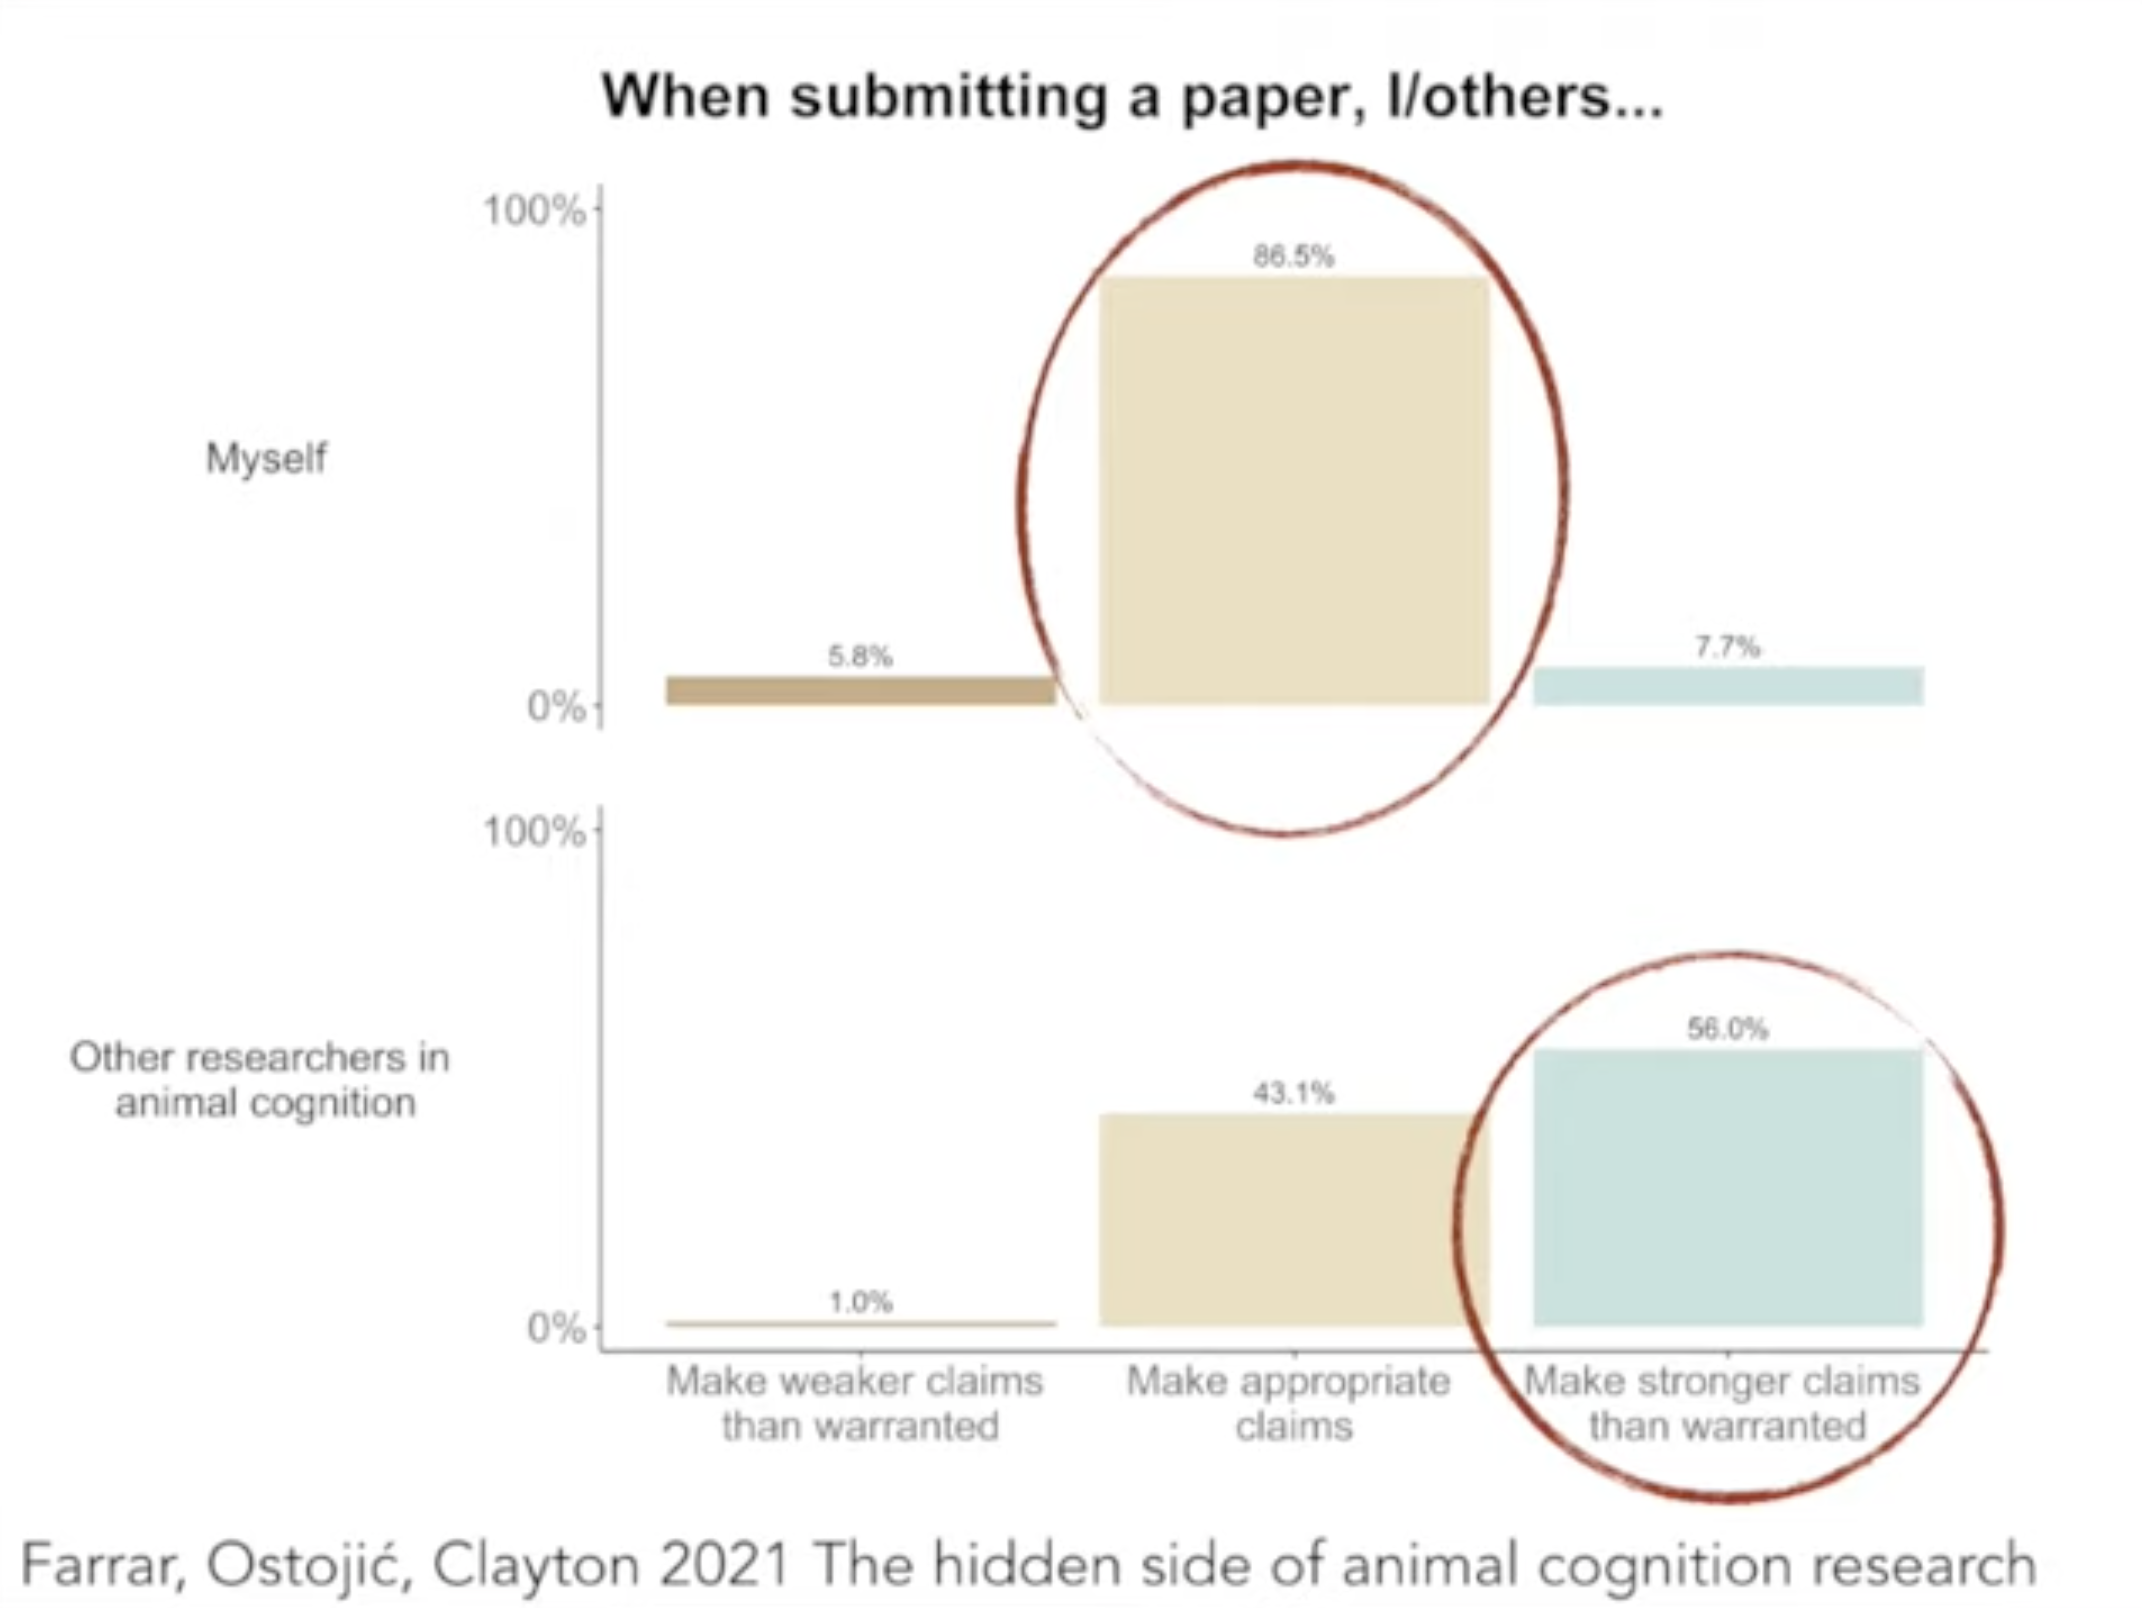 When submitting a paper, I/others...
100%
86.5%
Myself
5.8%
7.7%
0%
100%
56.0%
Other researchers in
animal cognition
43.1%
1.0%
0%
Make weaker claims
than warranted
Make appropriate
claims
Make stronger claims
than warranted
Farrar, Ostojić, Clayton 2021 The hidden side of animal cognition research